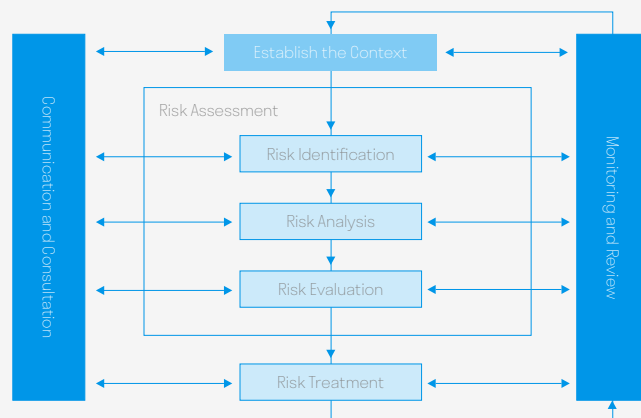 Establish the Context
Communication and Consultation
Risk Assessment
Risk Identification
Risk Analysis
Risk Evaluation
Risk Treatment
Monitoring and Review